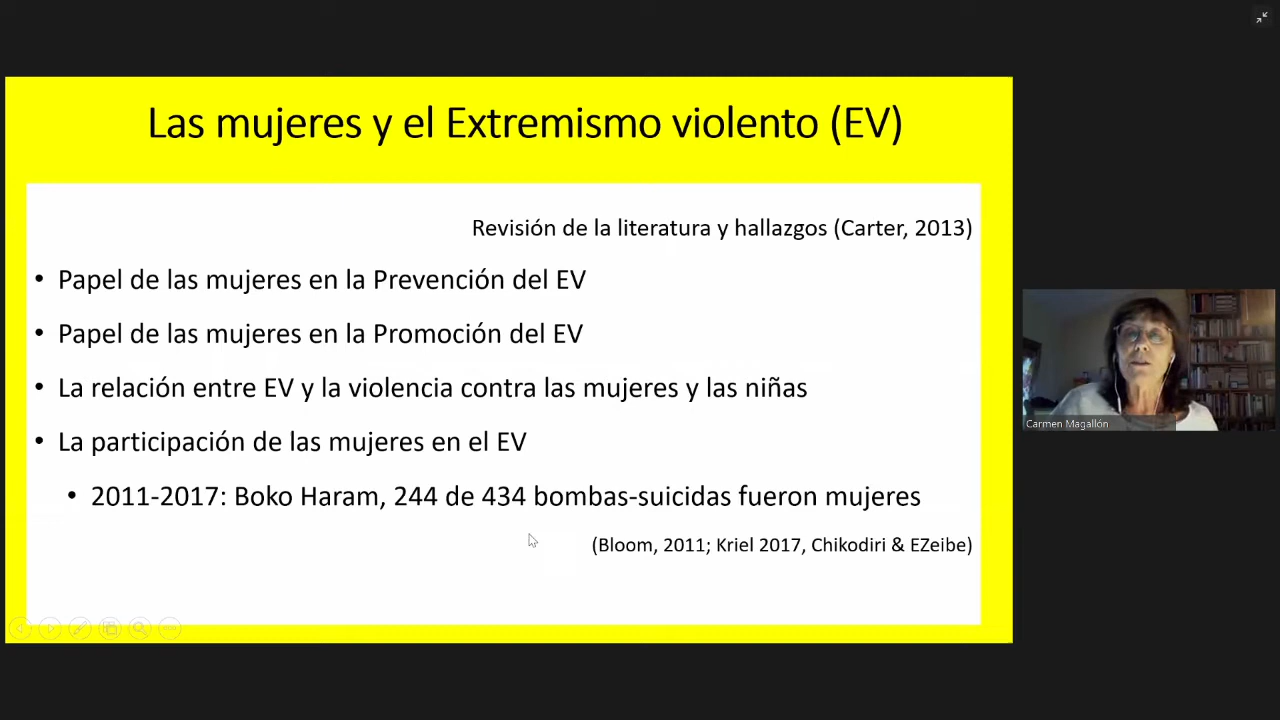 Las mujeres y el Extremismo violento (EV)
Revisión de la literatura y hallazgos (Carter, 2013)
• Papel de las mujeres en la Prevención del EV
• Papel de las mujeres en la Promoción del EV
• La relación entre EV y la violencia contra las mujeres y las niñas
• La participación de las mujeres en el EV
• 2011-2017: Boko Haram, 244 de 434 bombas-suicidas fueron mujeres
(Bloom, 2011; Kriel 2017, Chikodiri & EZeibe)
Carmen Magallón